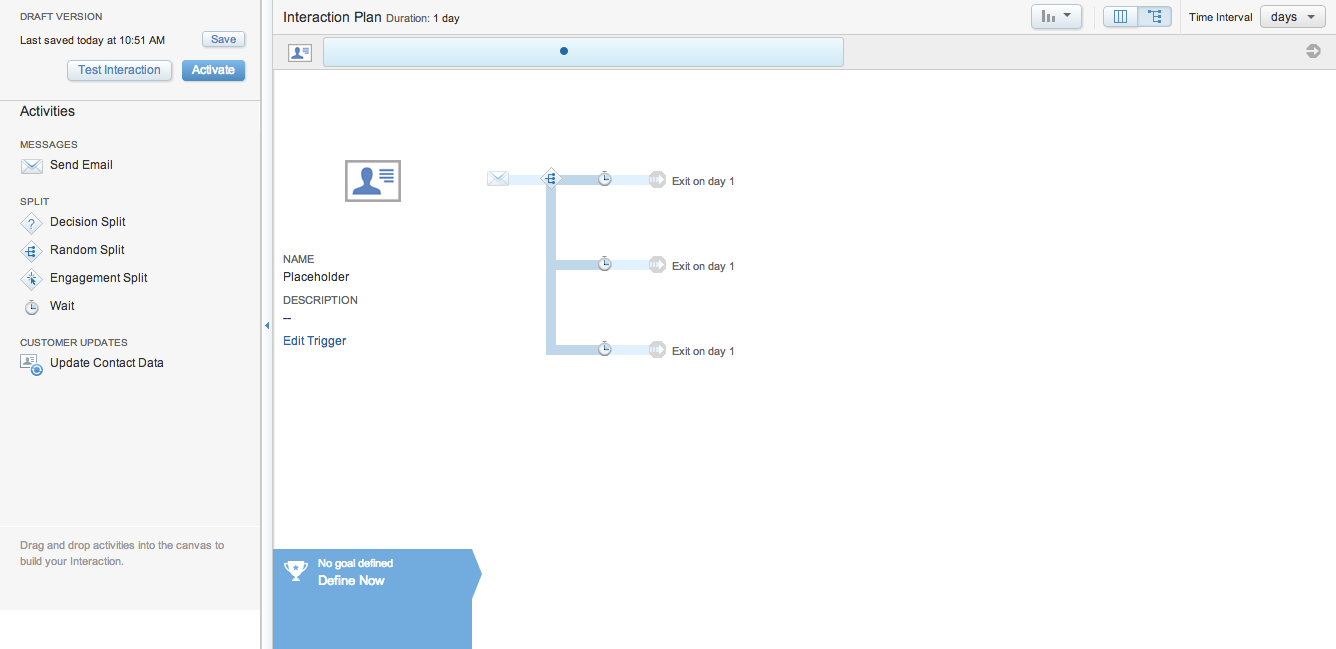 DRAFT VERSION
Last saved today at 10:51 AM
Save
Test Interaction
Activate
Activities
MESSAGES
Send Email
SPLIT
Decision Split
Random Split
Engagement Split
Wait
CUSTOMER UPDATES
Update Contact Data
Drag and drop activities into the canvas to
build your Interaction.
Interaction Plan Duration: 1 day
Time Interval
days
NAME
Placeholder
DESCRIPTION
--
Edit Trigger
Exit on day 1
Exit on day 1
Exit on day 1
No goal defined
Define Now